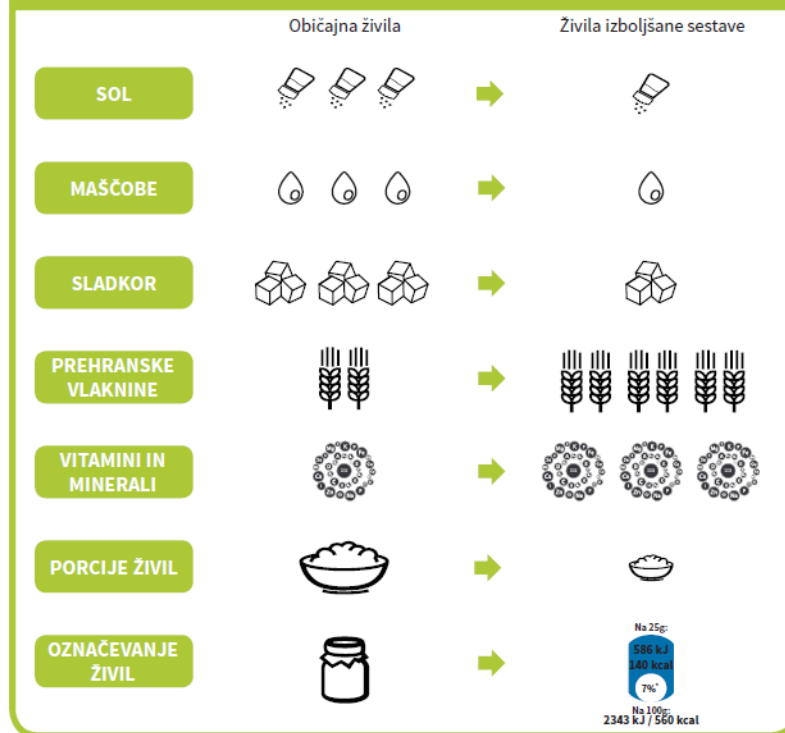 Običajna živila
Živila izboljšane sestave
SOL
MAŠČOBE
SLADKOR
PREHRANSKE
VLAKNINE
VITAMINI IN
MINERALI
PORCIJE ŽIVIL
OZNAČEVANJE
ŽIVIL
Na 25g:
586 kJ
140 kcal
7%*
Na 100g:
2343 kJ / 560 kcal